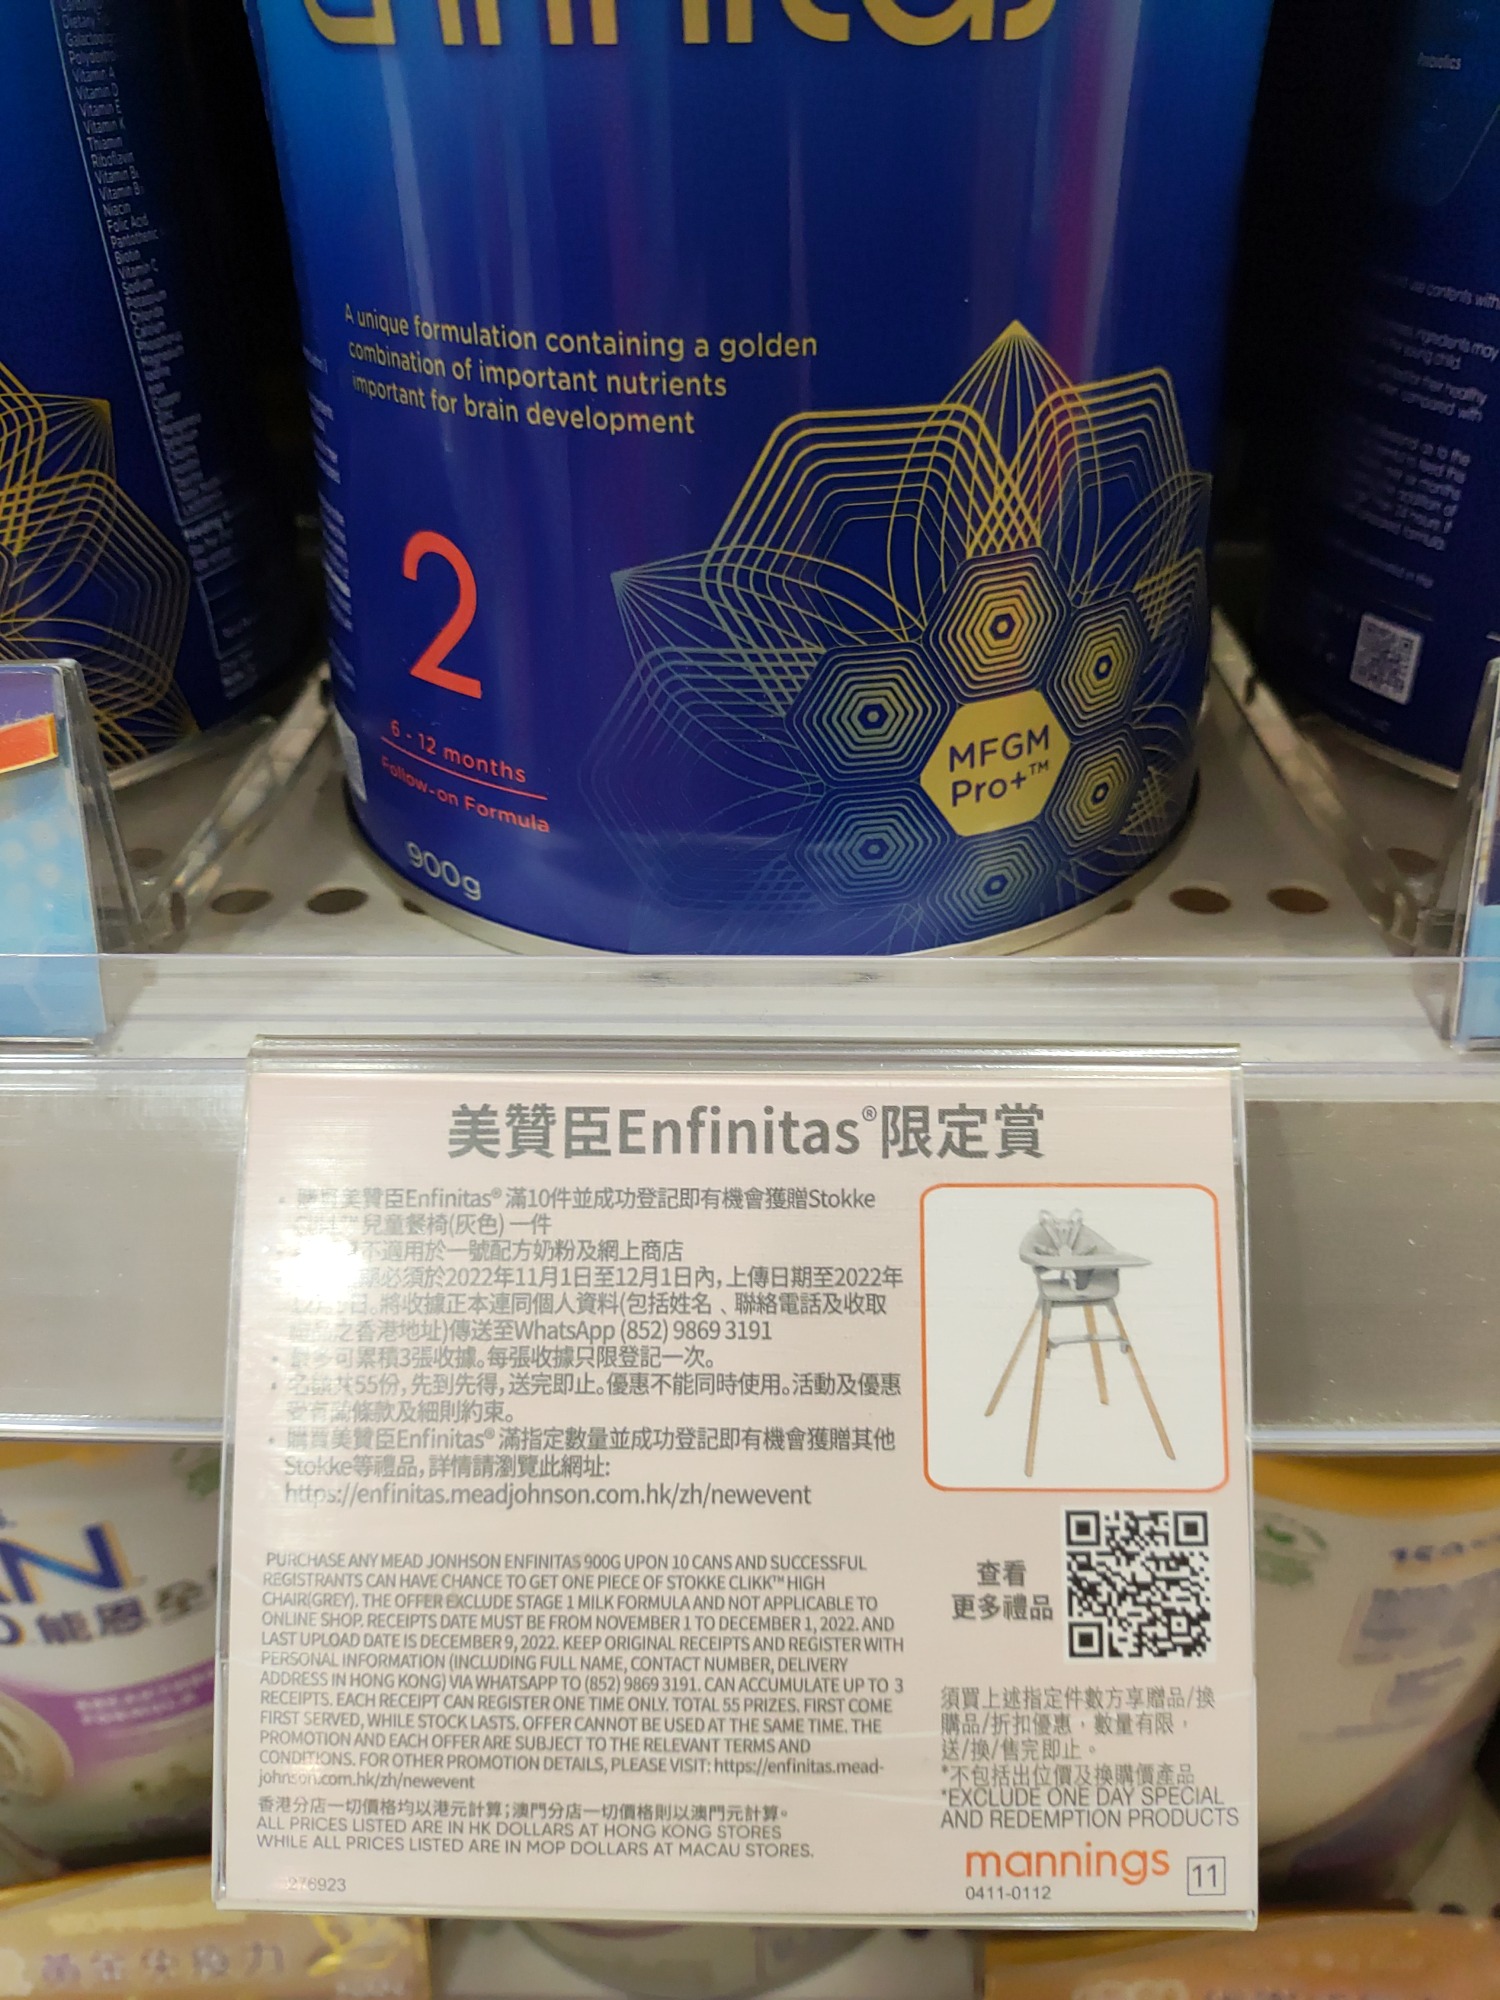 A unique formulation containing a golden
combination of important nutrients
important for brain development
2
6 - 12 months
Follow-on Formula
900g
MFGM
Pro+™
Vitamin A
Vitamin D
Vitamin E
Vitamin K
Thiamin
Riboflavin
Niacin
Folic Acid
Biotin
Vitamin C
Sodium
美贊臣Enfinitas®限定賞
美贊臣Enfinitas® 滿10件並成功登記即有機會獲贈Stokke
兒童餐椅(灰色) 一件
不適用於一號配方奶粉及網上商店
必須於2022年11月1日至12月1日內, 上傳日期至2022年
日。將收據正本連同個人資料(包括姓名、聯絡電話及收取
之香港地址)傳送至WhatsApp (852) 9869 3191
• 最多可累積3張收據。每張收據只限登記一次。
• 名額共55份, 先到先得, 送完即止。優惠不能同時使用。活動及優惠
受有關條款及細則約束。
• 購買美贊臣Enfinitas® 滿指定數量並成功登記即有機會獲贈其他
Stokke等禮品, 詳情請瀏覽此網址:
https://enfinitas.meadjohnson.com.hk/zh/newevent
PURCHASE ANY MEAD JONHSON ENFINITAS 900G UPON 10 CANS AND SUCCESSFUL
REGISTRANTS CAN HAVE CHANCE TO GET ONE PIECE OF STOKKE CLIKK™ HIGH
CHAIR(GREY). THE OFFER EXCLUDE STAGE 1 MILK FORMULA AND NOT APPLICABLE TO
ONLINE SHOP. RECEIPTS DATE MUST BE FROM NOVEMBER 1 TO DECEMBER 1, 2022. AND
LAST UPLOAD DATE IS DECEMBER 9, 2022. KEEP ORIGINAL RECEIPTS AND REGISTER WITH
PERSONAL INFORMATION (INCLUDING FULL NAME, CONTACT NUMBER, DELIVERY
ADDRESS IN HONG KONG) VIA WHATSAPP TO (852) 9869 3191. CAN ACCUMULATE UP TO 3
RECEIPTS. EACH RECEIPT CAN REGISTER ONE TIME ONLY. TOTAL 55 PRIZES. FIRST COME
FIRST SERVED, WHILE STOCK LASTS. OFFER CANNOT BE USED AT THE SAME TIME. THE
PROMOTION AND EACH OFFER ARE SUBJECT TO THE RELEVANT TERMS AND
CONDITIONS. FOR OTHER PROMOTION DETAILS, PLEASE VISIT: https://enfinitas.mead-
johnson.com.hk/zh/newevent
香港分店一切價格均以港元計算；澳門分店一切價格則以澳門元計算。
ALL PRICES LISTED ARE IN HK DOLLARS AT HONG KONG STORES
WHILE ALL PRICES LISTED ARE IN MOP DOLLARS AT MACAU STORES.
276923
查看
更多禮品
須買上述指定件數方享贈品/換
購品/折扣優惠，數量有限，
送/換/售完即止。
*不包括出位價及換購價產品
*EXCLUDE ONE DAY SPECIAL
AND REDEMPTION PRODUCTS
mannings
0411-0112
11